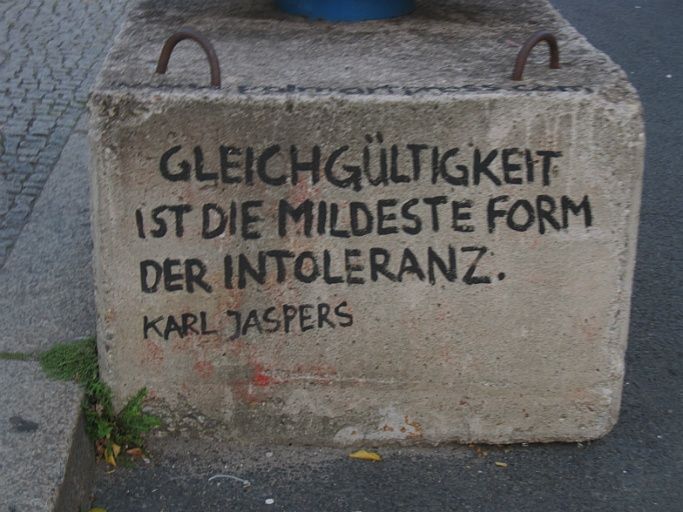 GLEICHGÜLTIGKEIT
IST DIE MILDESTE FORM
DER INTOLERANZ.
KARL JASPERS